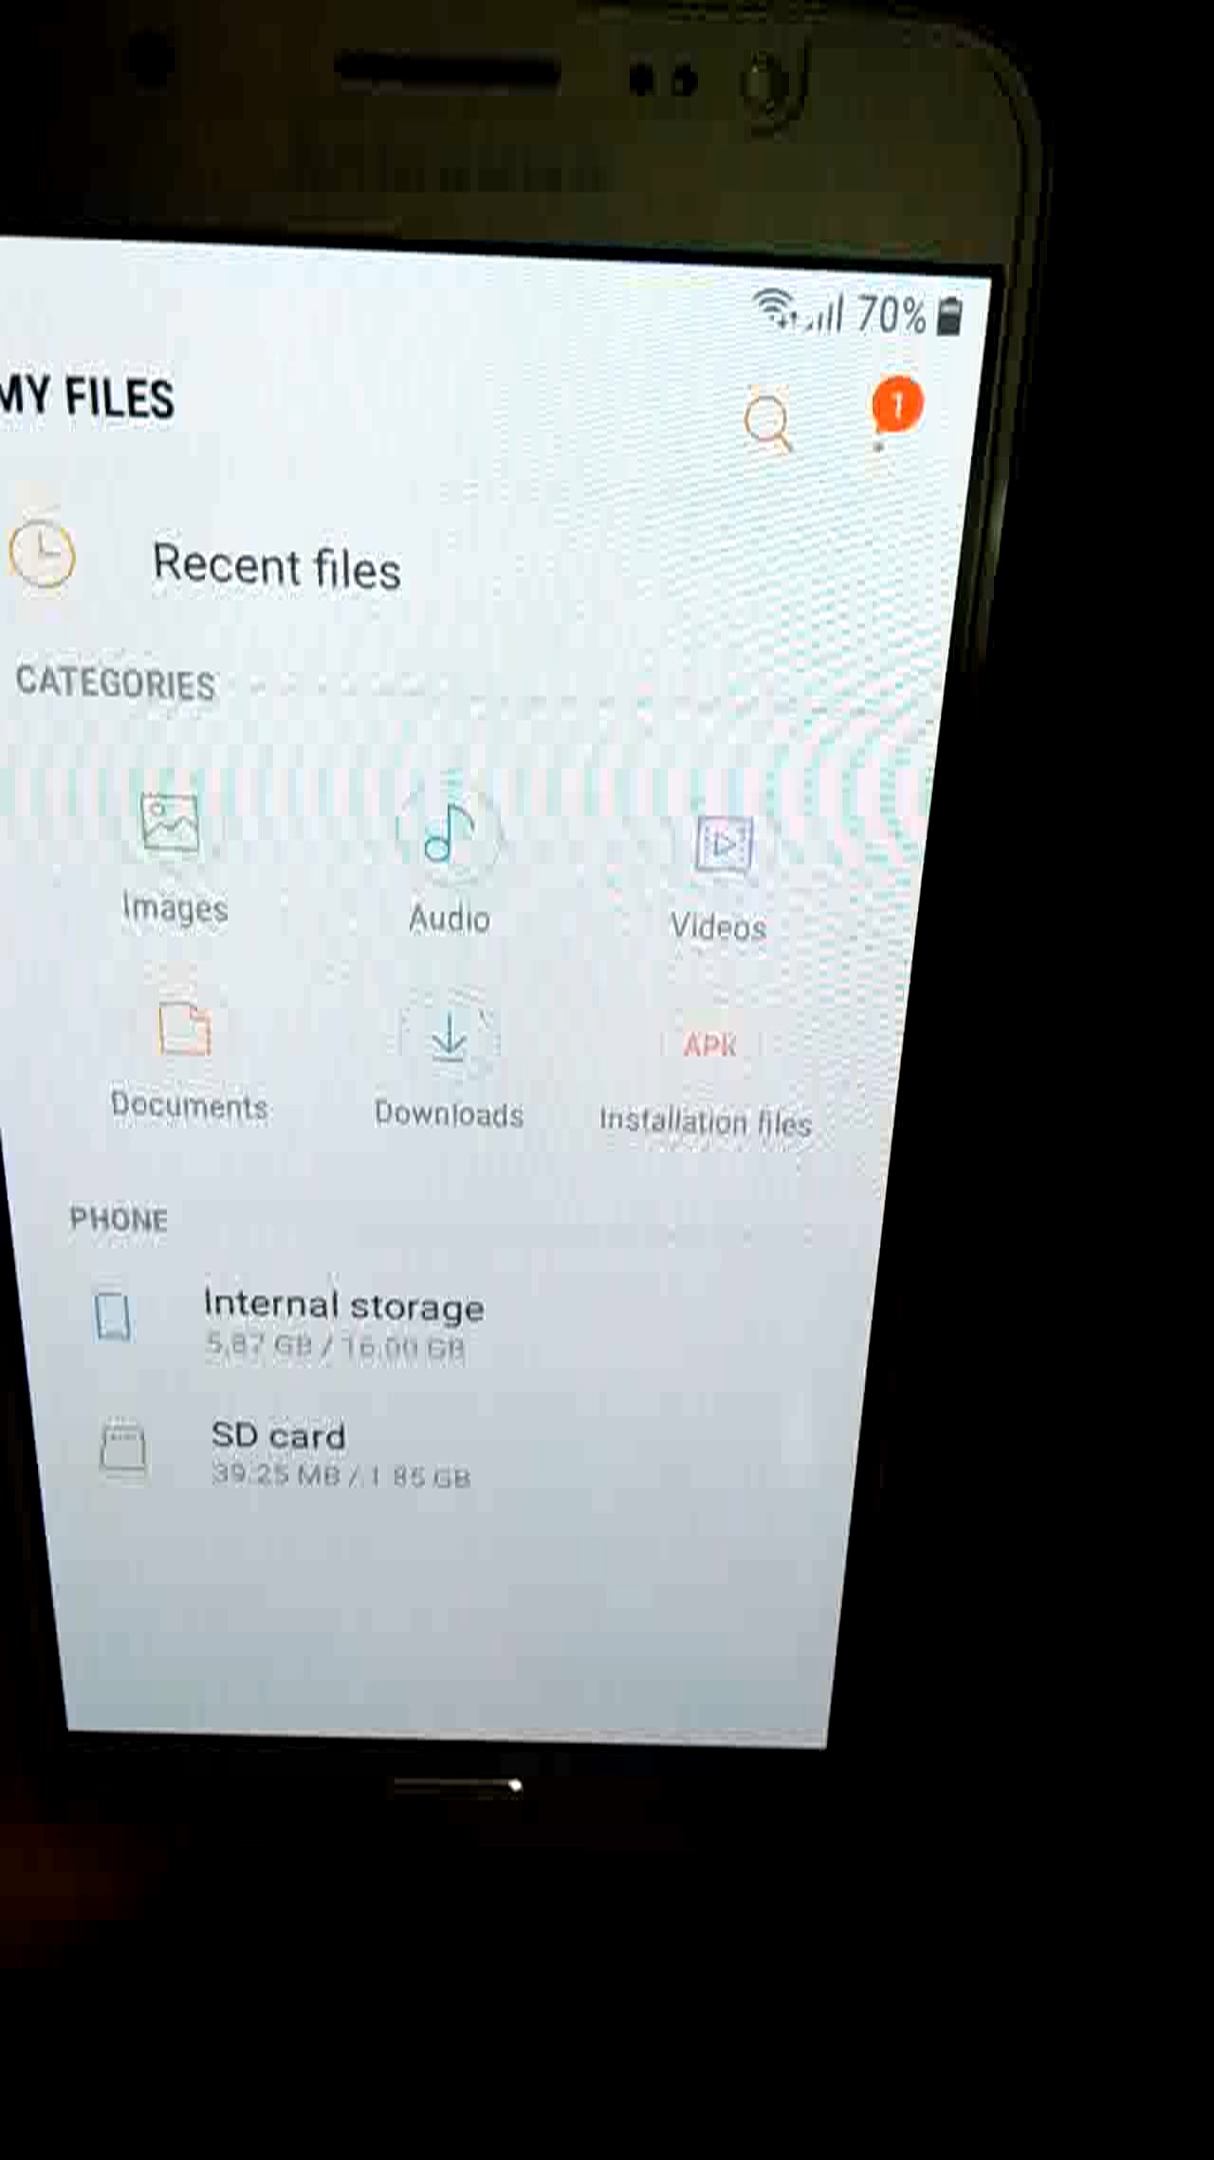 70%
MY FILES
1
Recent files
CATEGORIES
Images
Audio
Videos
APK
Documents
Downloads
Installation files
PHONE
Internal storage
5.87 GB / 16.00 GB
SD card
39.25 MB / 1.85 GB